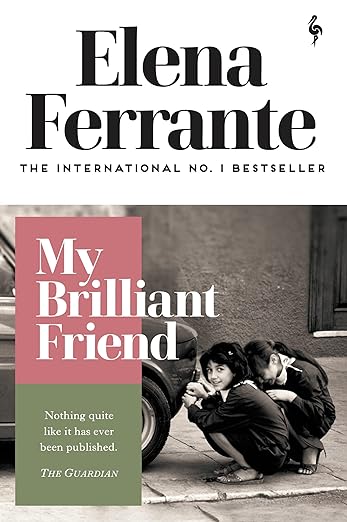 Elena
Ferrante
THE INTERNATIONAL NO. 1 BESTSELLER
My
Brilliant
Friend
Nothing quite
like it has ever
been published.
THE GUARDIAN